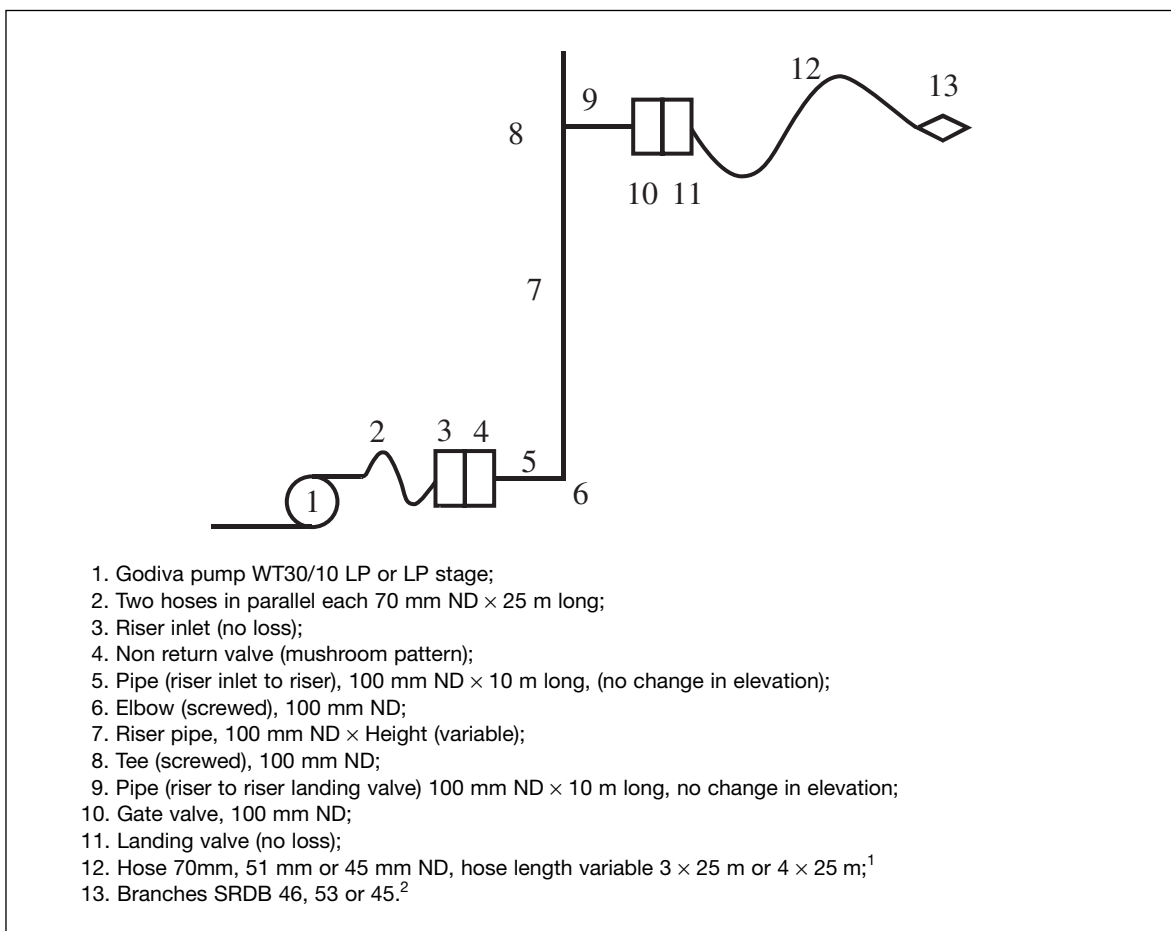 12
13
9
8
10 11
7
2 3 4
5
1
6
1. Godiva pump WT30/10 LP or LP stage;
2. Two hoses in parallel each 70 mm ND × 25 m long;
3. Riser inlet (no loss);
4. Non return valve (mushroom pattern);
5. Pipe (riser inlet to riser), 100 mm ND × 10 m long, (no change in elevation);
6. Elbow (screwed), 100 mm ND;
7. Riser pipe, 100 mm ND × Height (variable);
8. Tee (screwed), 100 mm ND;
9. Pipe (riser to riser landing valve) 100 mm ND × 10 m long, no change in elevation;
10. Gate valve, 100 mm ND;
11. Landing valve (no loss);
12. Hose 70mm, 51 mm or 45 mm ND, hose length variable 3 × 25 m or 4 × 25 m;¹
13. Branches SRDB 46, 53 or 45.²